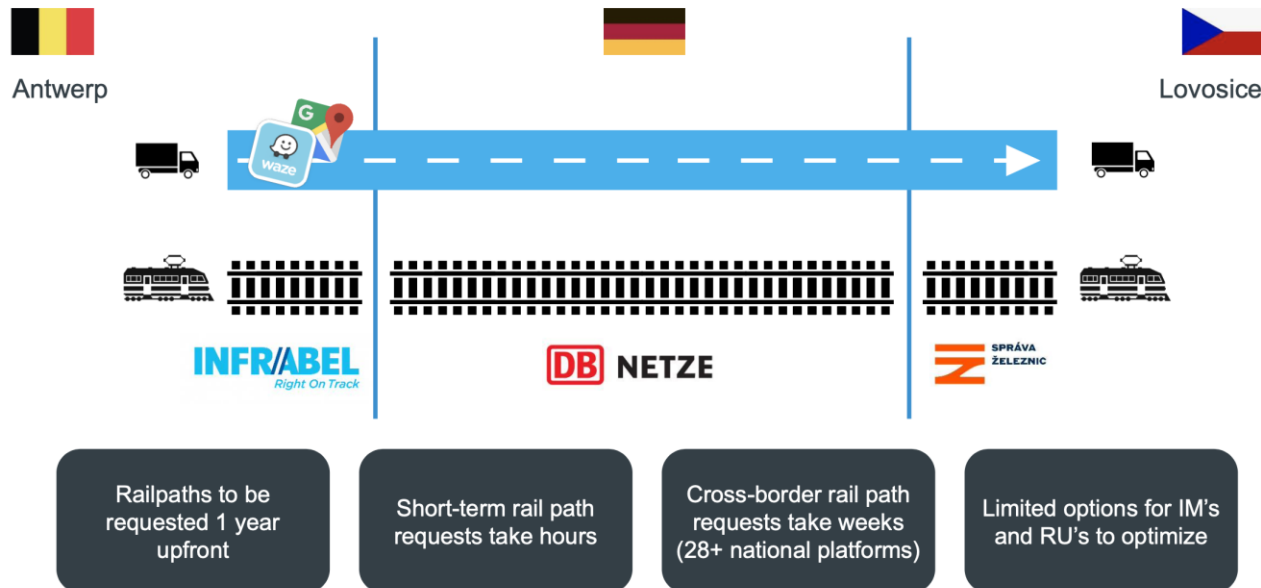 Antwerp
Lovosice
G
waze
INFR/ABEL
Right On Track
DB NETZE
SPRÁVA
ŽELEZNIC
Railpaths to be
requested 1 year
upfront
Short-term rail path
requests take hours
Cross-border rail path
requests take weeks
(28+ national platforms)
Limited options for IM's
and RU's to optimize